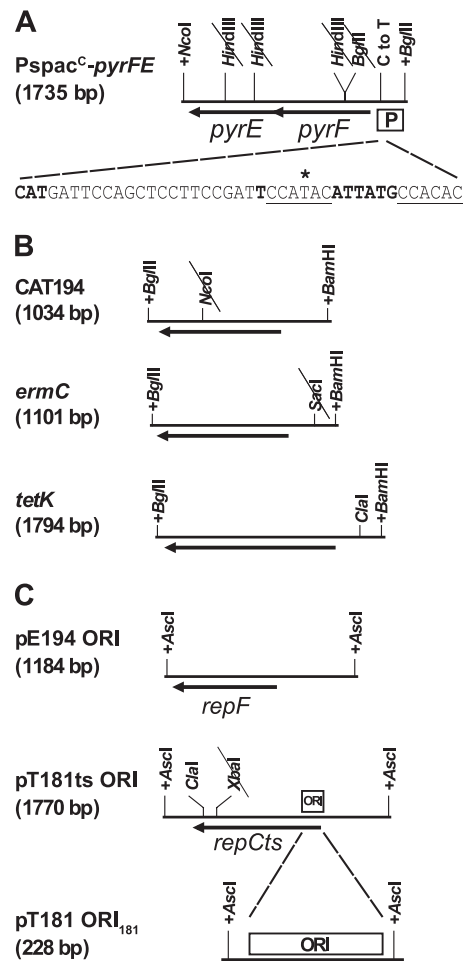 A
+NcoI
HindIII
HindIII
HindIII
BglII
C to T
+BglII
Pspac^C-pyrFE
(1735 bp)
pyrE
pyrF
P
*
CATGATTCCAGCTCCTTCCGATTCCATACATTATGCCACAC
B
CAT194
(1034 bp)
+BglII
NcoI
+BamHI
ermC
(1101 bp)
+BglII
SacI
+BamHI
tetK
(1794 bp)
+BglII
ClaI
+BamHI
C
pE194 ORI
(1184 bp)
+AscI
+AscI
repF
pT181ts ORI
(1770 bp)
+AscI
ClaI
XbaI
ORI
+AscI
repCts
pT181 ORI181
(228 bp)
+AscI
ORI
+AscI